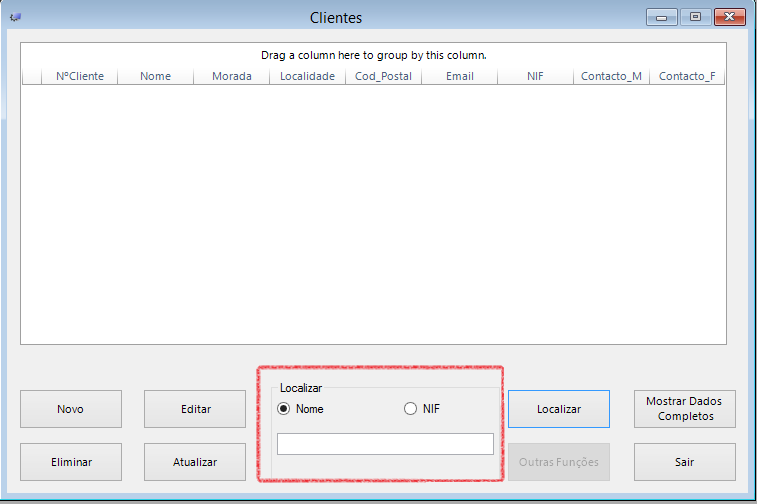 Clientes
Drag a column here to group by this column.
NºCliente Nome Morada Localidade Cod_Postal Email NIF Contacto_M Contacto_F
Localizar
Nome NIF
Novo Editar Localizar Mostrar Dados
Completos
Eliminar Atualizar Outras Funções Sair